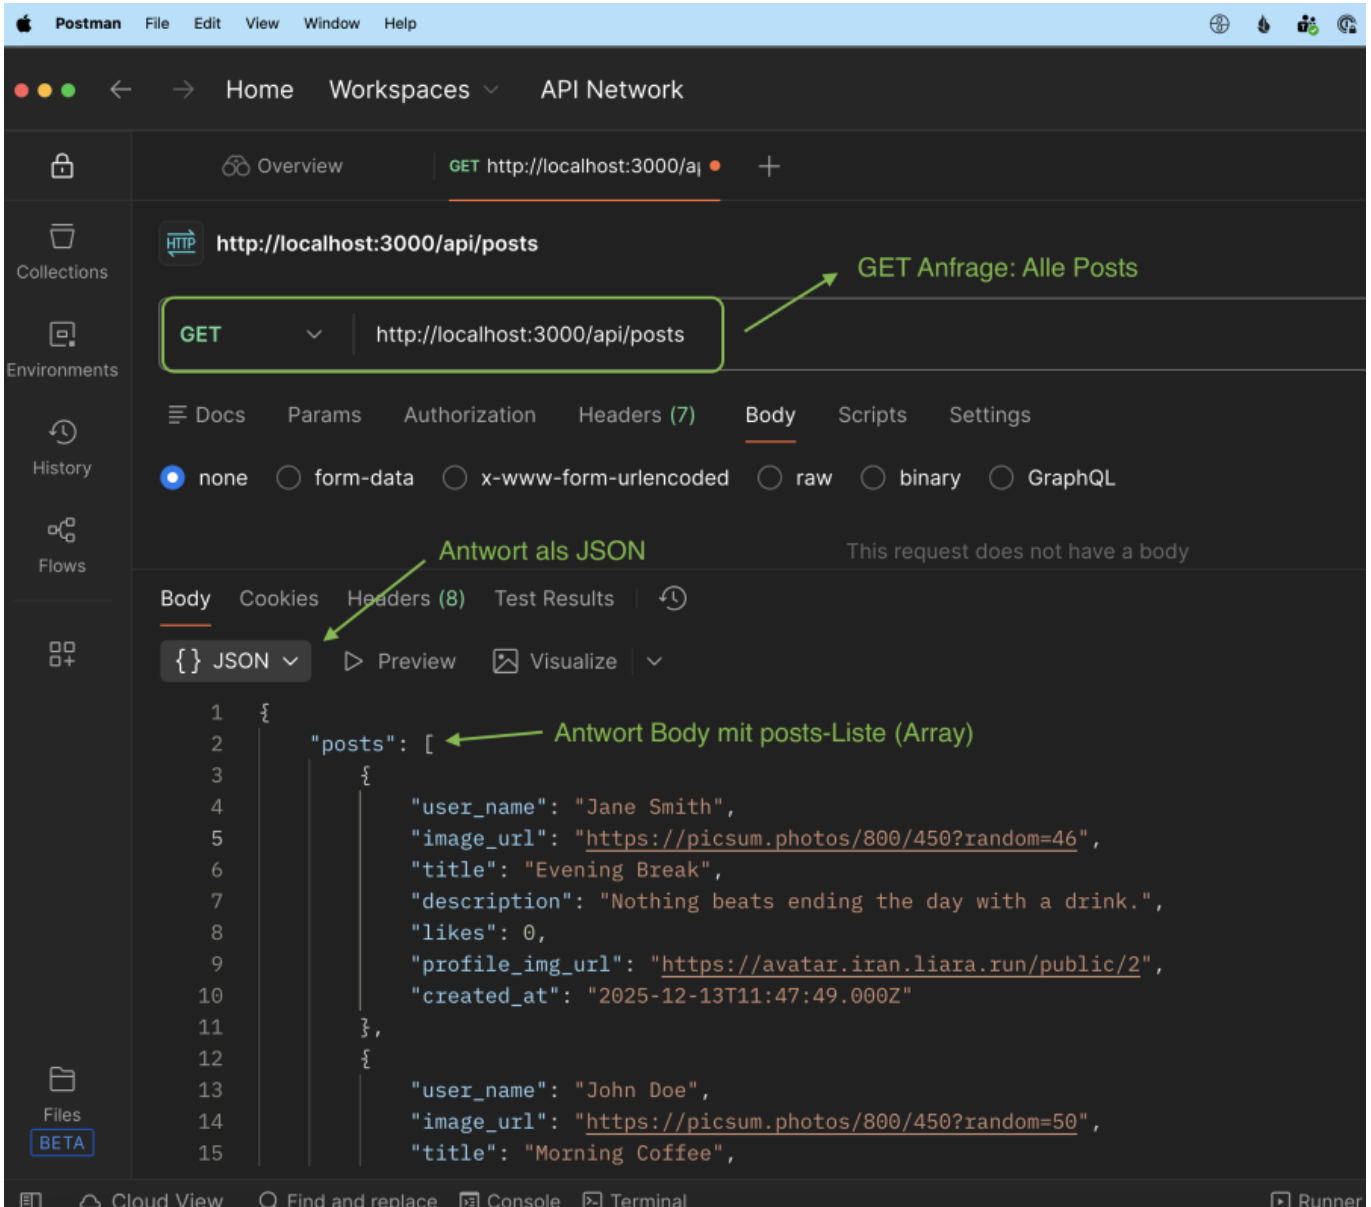 Postman File Edit View Window Help
Home Workspaces API Network
Overview GET http://localhost:3000/a
HTTP http://localhost:3000/api/posts
Collections
GET Anfrage: Alle Posts
GET http://localhost:3000/api/posts
Environments
Docs Params Authorization Headers (7) Body Scripts Settings
History
none form-data x-www-form-urlencoded raw binary GraphQL
Antwort als JSON This request does not have a body
Flows
Body Cookies Headers (8) Test Results
{} JSON Preview Visualize
1 {
2 "posts": [ Antwort Body mit posts-Liste (Array)
3 {
4 "user_name": "Jane Smith",
5 "image_url": "https://picsum.photos/800/450?random=46",
6 "title": "Evening Break",
7 "description": "Nothing beats ending the day with a drink.",
8 "likes": 0,
9 "profile_img_url": "https://avatar.iran.liara.run/public/2",
10 "created_at": "2025-12-13T11:47:49.000Z"
11 },
12 {
13 "user_name": "John Doe",
Files
14 "image_url": "https://picsum.photos/800/450?random=50",
BETA
15 "title": "Morning Coffee",
Cloud View Find and replace Console Terminal Runner